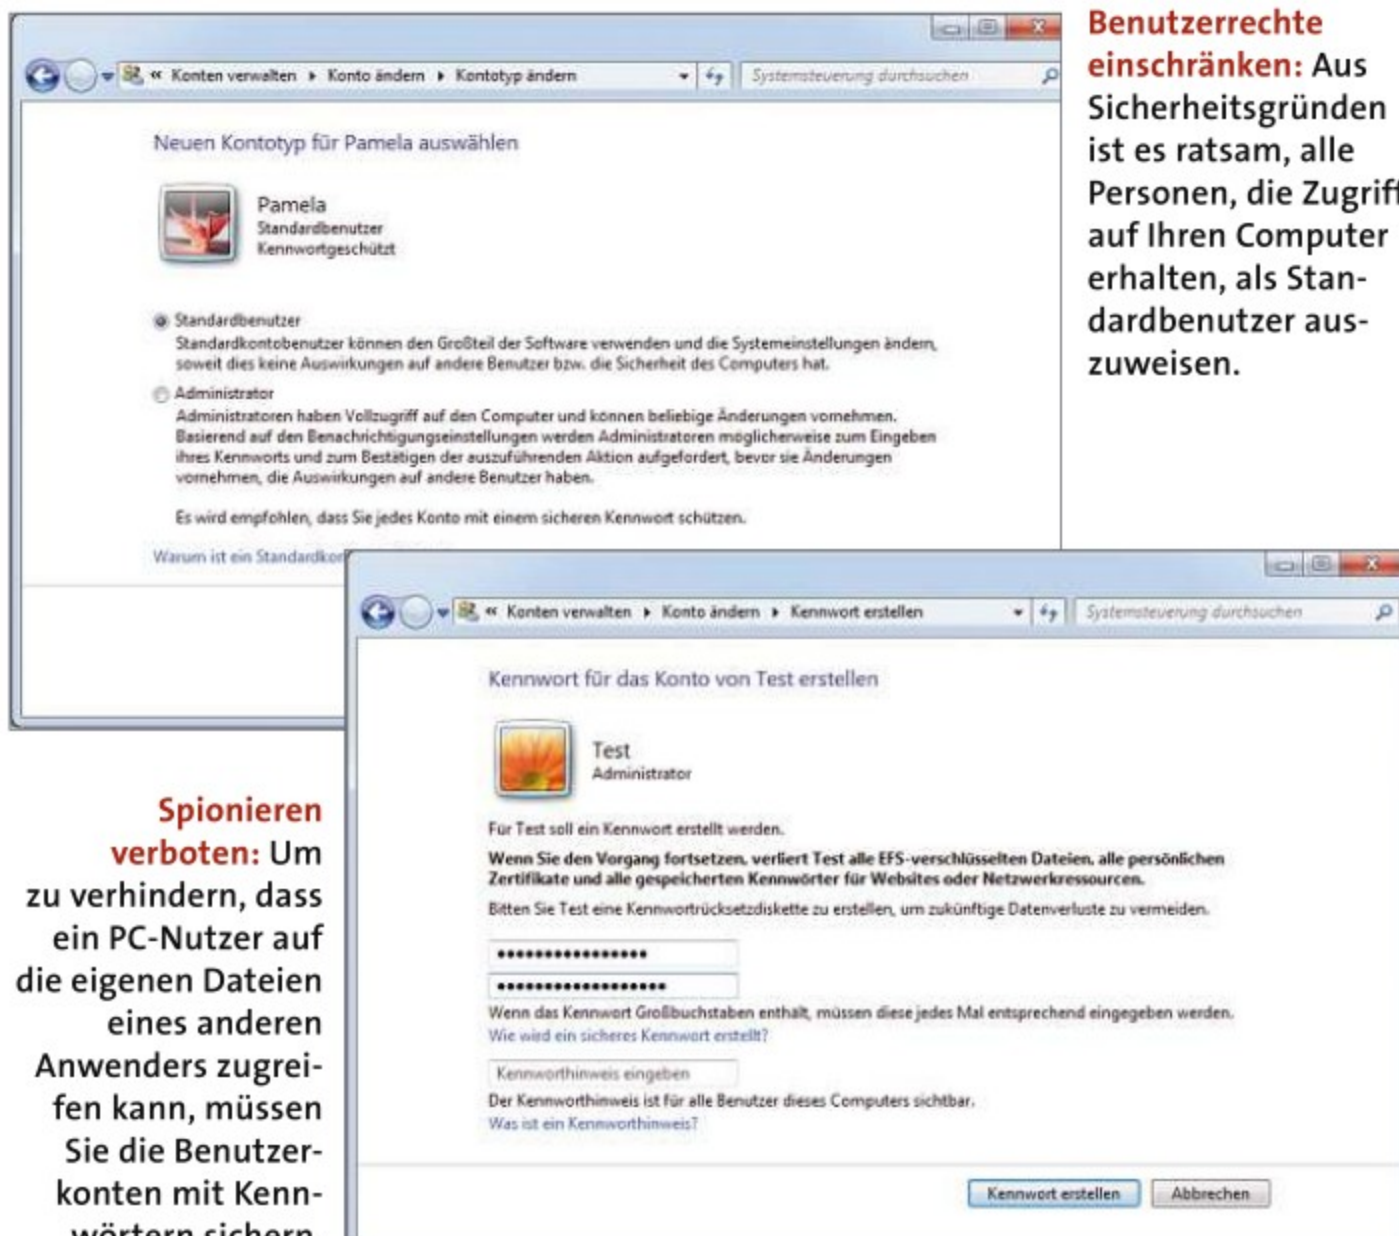 « Konten verwalten ▸ Konto ändern ▸ Kontotyp ändern
Systemsteuerung durchsuchen
Neuen Kontotyp für Pamela auswählen
Pamela
Standardbenutzer
Kennwortgeschützt
Standardbenutzer
Standardkontobenutzer können den Großteil der Software verwenden und die Systemeinstellungen ändern,
soweit dies keine Auswirkungen auf andere Benutzer bzw. die Sicherheit des Computers hat.
Administrator
Administratoren haben Vollzugriff auf den Computer und können beliebige Änderungen vornehmen.
Basierend auf den Benachrichtigungseinstellungen werden Administratoren möglicherweise zum Eingeben
ihres Kennworts und zum Bestätigen der auszuführenden Aktion aufgefordert, bevor sie Änderungen
vornehmen, die Auswirkungen auf andere Benutzer haben.
Es wird empfohlen, dass Sie jedes Konto mit einem sicheren Kennwort schützen.
Warum ist ein Standardkon
Benutzerrechte
einschränken: Aus
Sicherheitsgründen
ist es ratsam, alle
Personen, die Zugriff
auf Ihren Computer
erhalten, als Stan-
dardbenutzer aus-
zuweisen.
« Konten verwalten ▸ Konto ändern ▸ Kennwort erstellen
Systemsteuerung durchsuchen
Kennwort für das Konto von Test erstellen
Test
Administrator
Für Test soll ein Kennwort erstellt werden.
Wenn Sie den Vorgang fortsetzen, verliert Test alle EFS-verschlüsselten Dateien, alle persönlichen
Zertifikate und alle gespeicherten Kennwörter für Websites oder Netzwerkressourcen.
Bitten Sie Test eine Kennwortrücksetzdiskette zu erstellen, um zukünftige Datenverluste zu vermeiden.
Wenn das Kennwort Großbuchstaben enthält, müssen diese jedes Mal entsprechend eingegeben werden.
Wie wird ein sicheres Kennwort erstellt?
Kennworthinweis eingeben
Der Kennworthinweis ist für alle Benutzer dieses Computers sichtbar.
Was ist ein Kennworthinweis?
Kennwort erstellen
Abbrechen
Spionieren
verboten: Um
zu verhindern, dass
ein PC-Nutzer auf
die eigenen Dateien
eines anderen
Anwenders zugrei-
fen kann, müssen
Sie die Benutzer-
konten mit Kenn-
wörtern sichern.